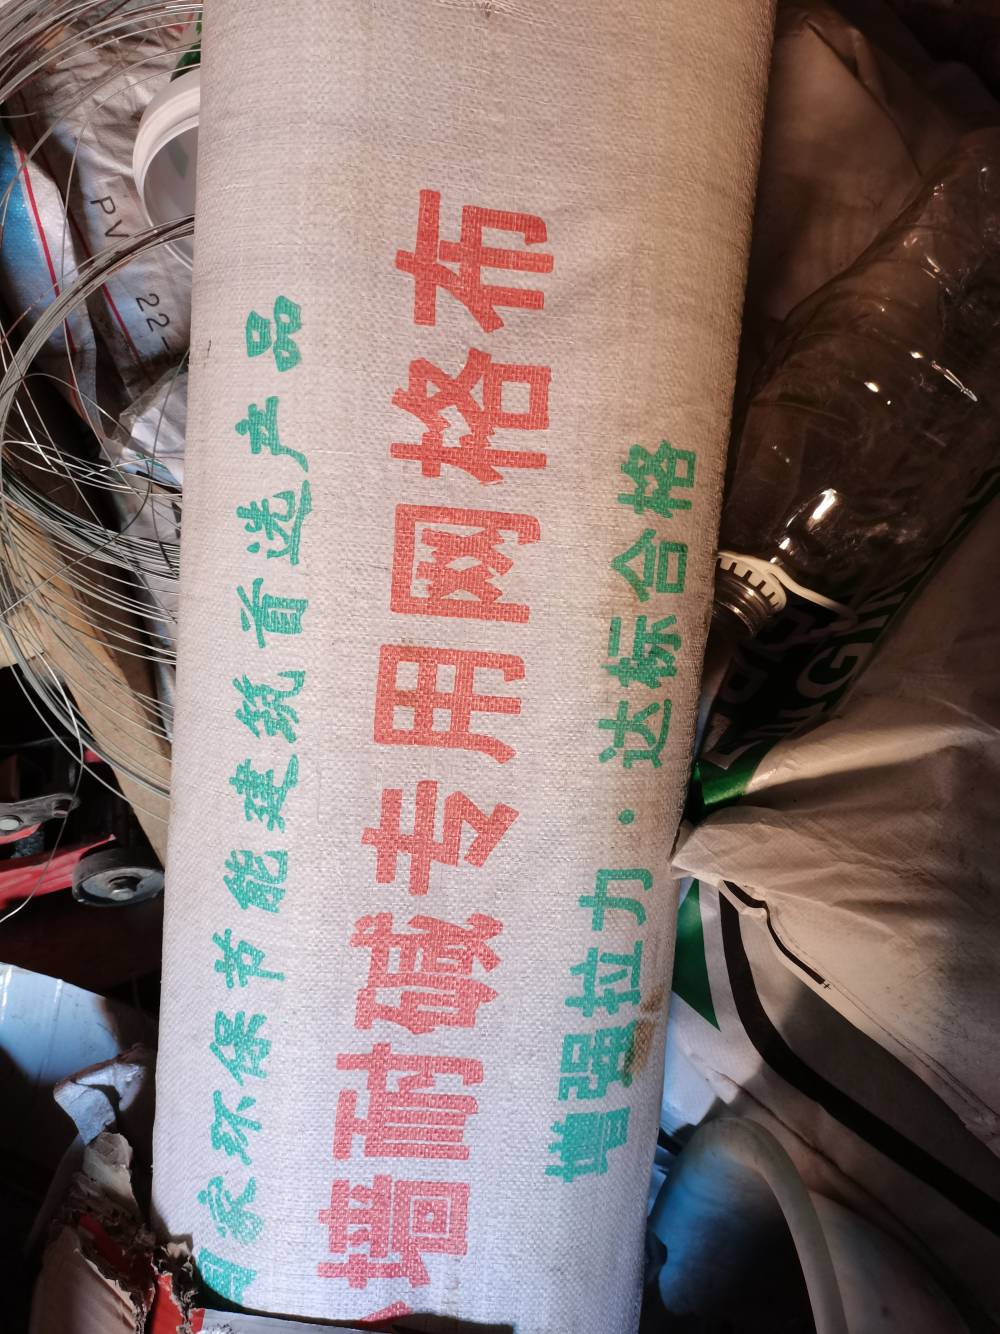 国家环保节能建筑首选产品
墙耐碱专用网格布
增强拉力·达标合格
PV
22-